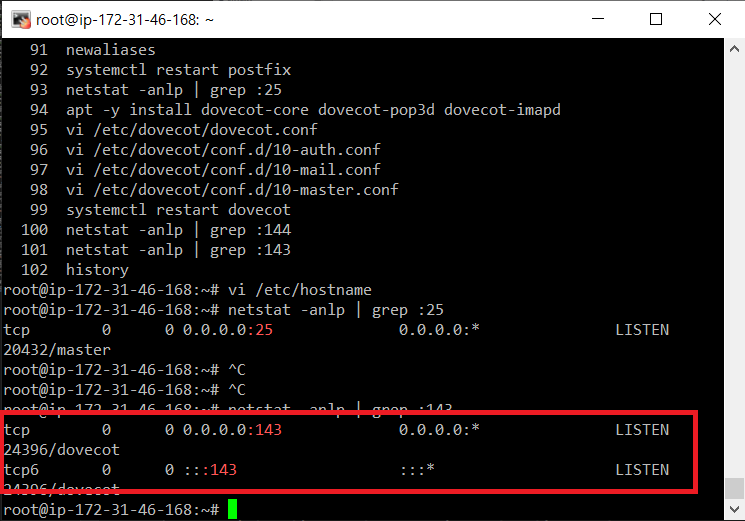 root@ip-172-31-46-168: ~
91 newaliases
92 systemctl restart postfix
93 netstat -anlp | grep :25
94 apt -y install dovecot-core dovecot-pop3d dovecot-imapd
95 vi /etc/dovecot/dovecot.conf
96 vi /etc/dovecot/conf.d/10-auth.conf
97 vi /etc/dovecot/conf.d/10-mail.conf
98 vi /etc/dovecot/conf.d/10-master.conf
99 systemctl restart dovecot
100 netstat -anlp | grep :144
101 netstat -anlp | grep :143
102 history
root@ip-172-31-46-168:~# vi /etc/hostname
root@ip-172-31-46-168:~# netstat -anlp | grep :25
tcp 0 0 0.0.0.0:25 0.0.0.0:* LISTEN
20432/master
root@ip-172-31-46-168:~# ^C
root@ip-172-31-46-168:~# ^C
root@ip-172-31-46-168:~# netstat -anlp | grep :143
tcp 0 0 0.0.0.0:143 0.0.0.0:* LISTEN
24396/dovecot
tcp6 0 0 :::143 :::* LISTEN
24396/dovecot
root@ip-172-31-46-168:~#